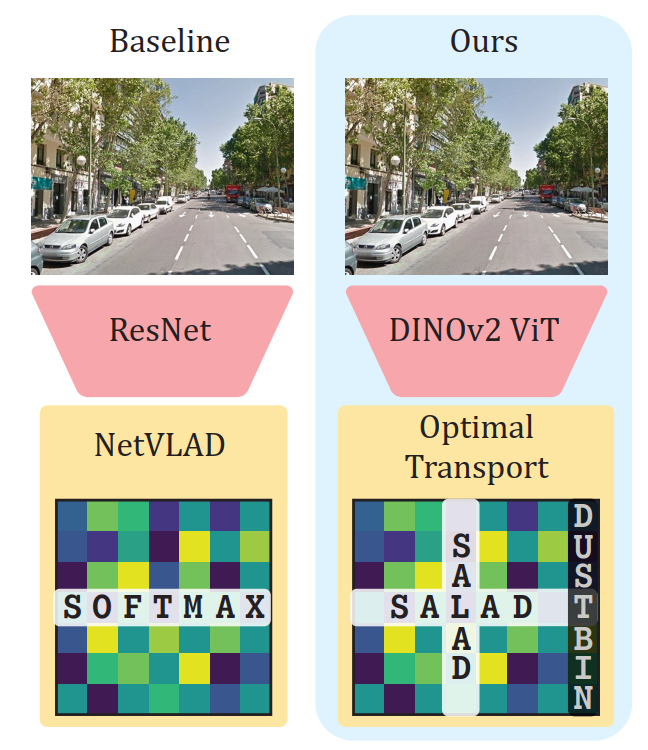 Baseline
Ours
ResNet
DINOv2 ViT
NetVLAD
Optimal
Transport
SOFTMAX
SALAD
SALAD
DUSTBIN